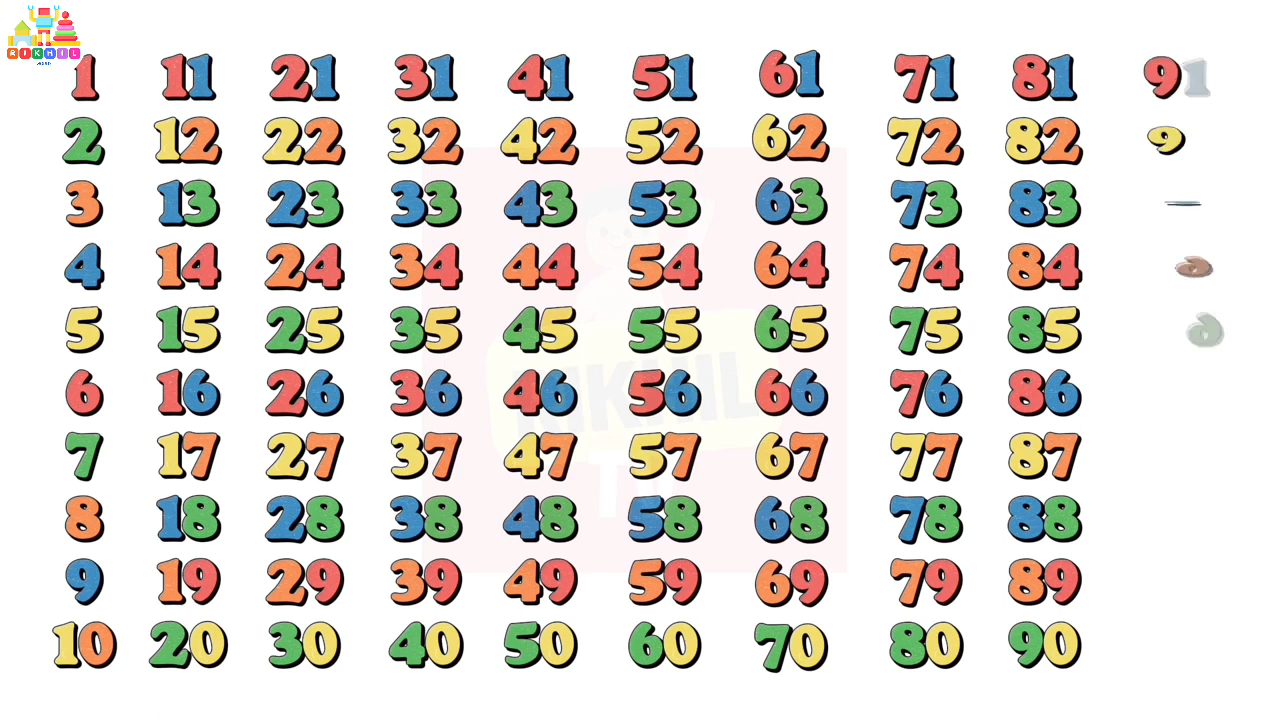 RIKHIL
1 11 21 31 41 51 61 71 81 91
2 12 22 32 42 52 62 72 82 9
3 13 23 33 43 53 63 73 83
4 14 24 34 44 54 64 74 84
5 15 25 35 45 55 65 75 85
6 16 26 36 46 56 66 76 86
7 17 27 37 47 57 67 77 87
8 18 28 38 48 58 68 78 88
9 19 29 39 49 59 69 79 89
10 20 30 40 50 60 70 80 90
RIKHIL